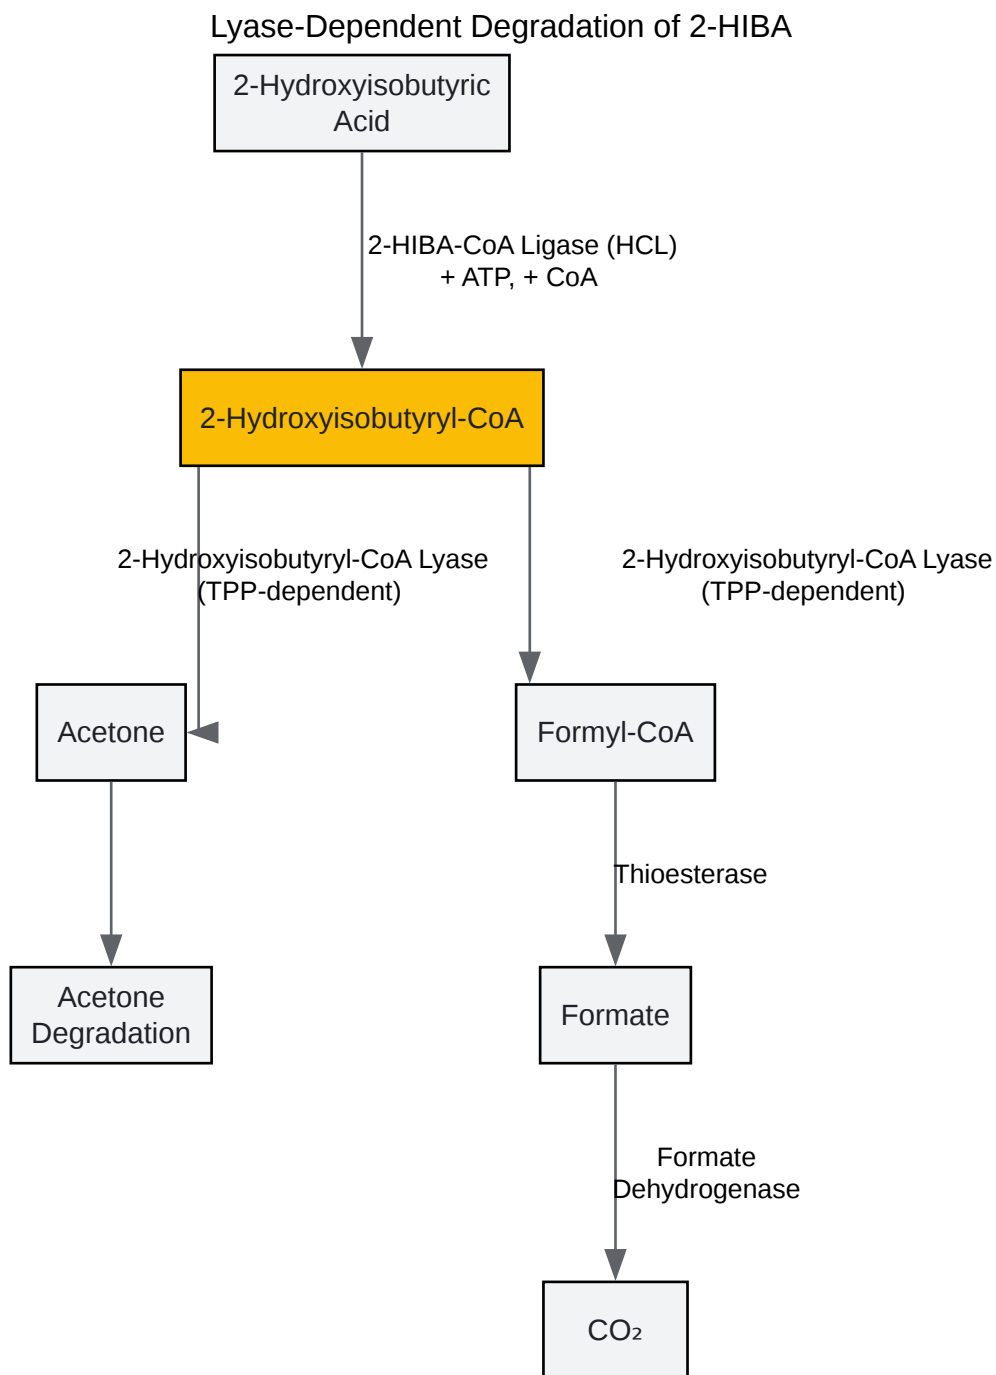 Lyase-Dependent Degradation of 2-HIBA
2-Hydroxyisobutyric
Acid
2-HIBA-CoA Ligase (HCL)
+ ATP, + CoA
2-Hydroxyisobutyryl-CoA
2-Hydroxyisobutyryl-CoA Lyase
(TPP-dependent)
2-Hydroxyisobutyryl-CoA Lyase
(TPP-dependent)
Acetone
Formyl-CoA
Thioesterase
Acetone
Degradation
Formate
Formate
Dehydrogenase
CO₂